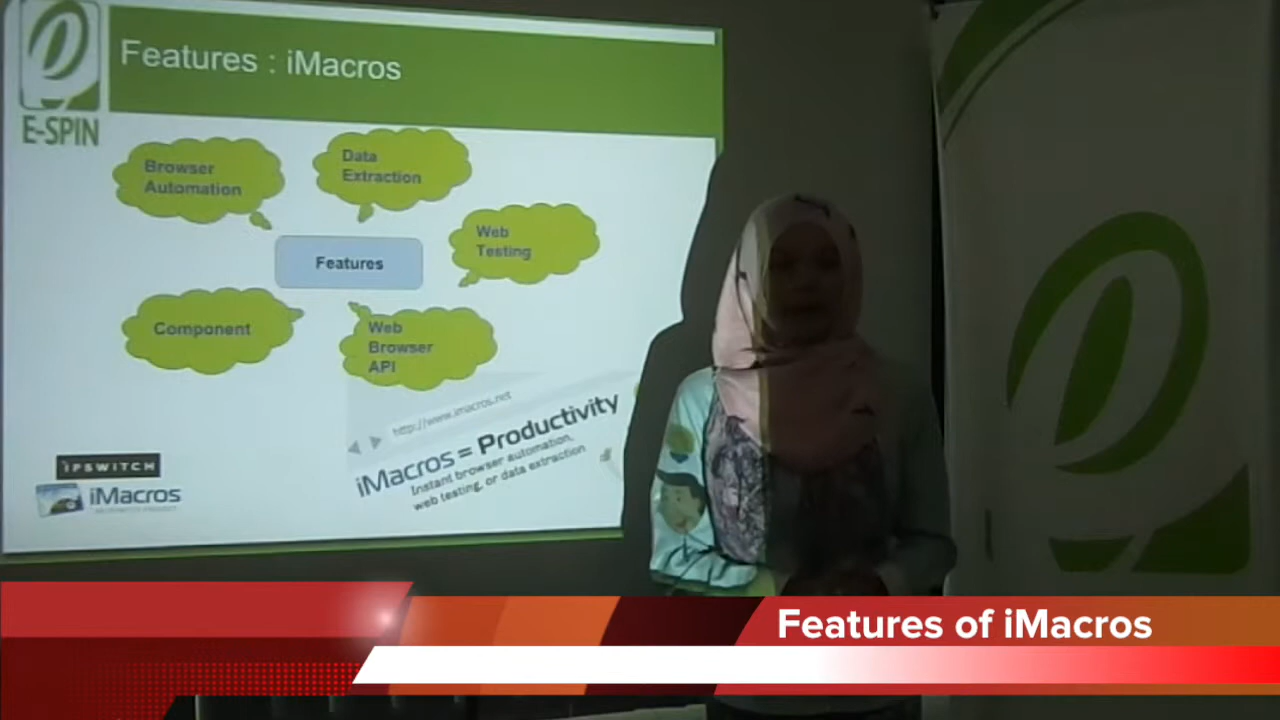 Features : iMacros
E-SPIN
Browser
Automation
Data
Extraction
Web
Testing
Features
Component
Web
Browser
API
http://www.imacros.net
iMacros = Productivity
Instant browser automation,
web testing, or data extraction
IPSWITCH
iMacros
Features of iMacros